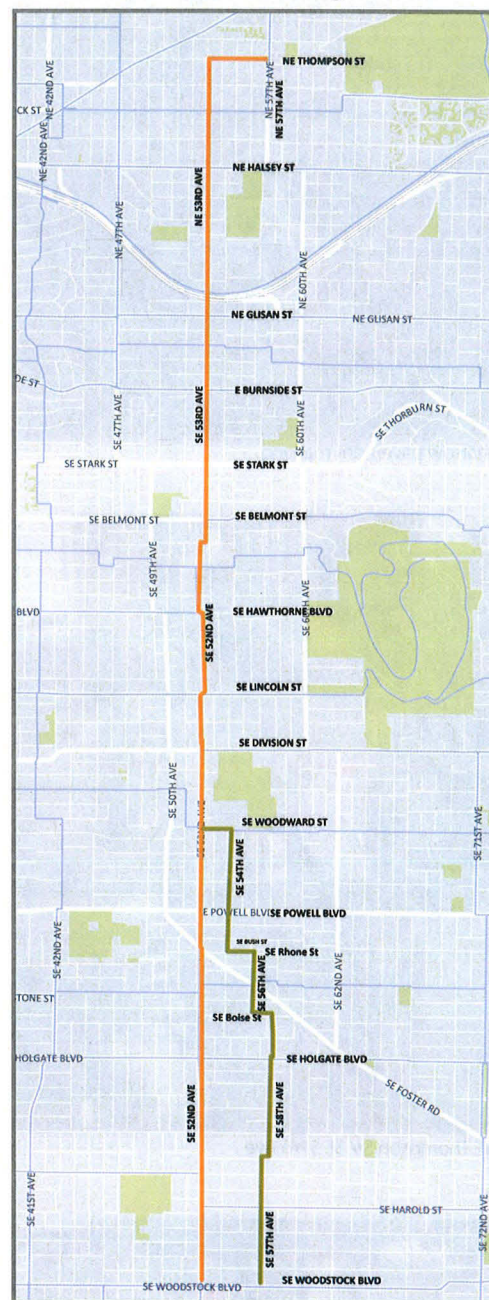 NE THOMPSON ST
NE 42ND AVE
NE 42ND AVE
CK ST
NE 57TH AVE
NE 57TH AVE
NE 47TH AVE
NE 53RD AVE
NE HALSEY ST
NE 60TH AVE
NE GLISAN ST
NE GLISAN ST
DE ST
E BURNSIDE ST
SE 47TH AVE
SE 53RD AVE
SE 60TH AVE
SE THORBURN ST
SE STARK ST
SE STARK ST
SE BELMONT ST
SE BELMONT ST
SE 49TH AVE
BLVD
SE HAWTHORNE BLVD
SE 52ND AVE
SE LINCOLN ST
SE DIVISION ST
SE 50TH AVE
SE 52ND AVE
SE WOODWARD ST
SE 71ST AVE
SE 54TH AVE
E POWELL BLVD
SE POWELL BLVD
SE 42ND AVE
SE BUSH ST
SE Rhone St
SE 56TH AVE
SE 62ND AVE
STONE ST
SE Boise St
HOLGATE BLVD
SE HOLGATE BLVD
SE FOSTER RD
SE 52ND AVE
SE 58TH AVE
SE 41ST AVE
SE HAROLD ST
SE 57TH AVE
SE 72ND AVE
SE WOODSTOCK BLVD
SE WOODSTOCK BLVD